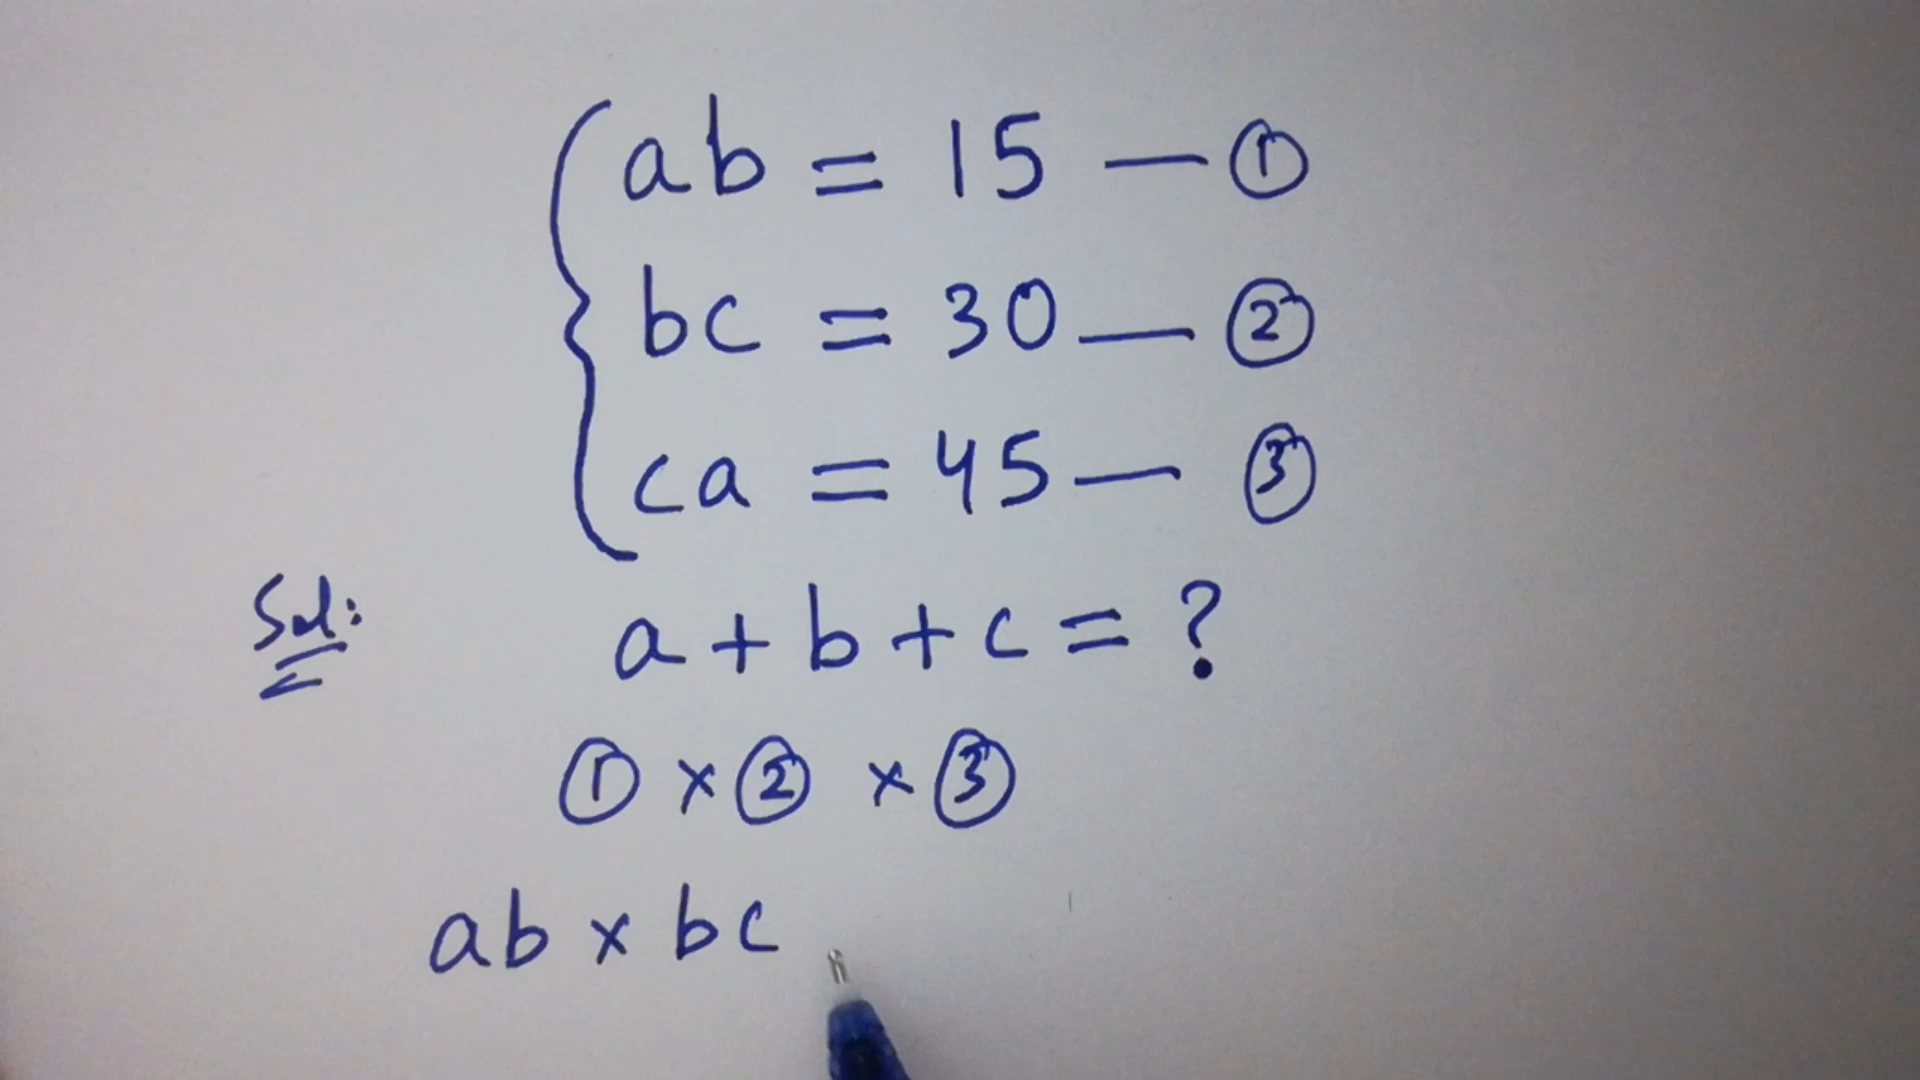 ab = 15 — ①
bc = 30 — ②
ca = 45 — ③
Sol: a + b + c = ?
① × ② × ③
ab × bc